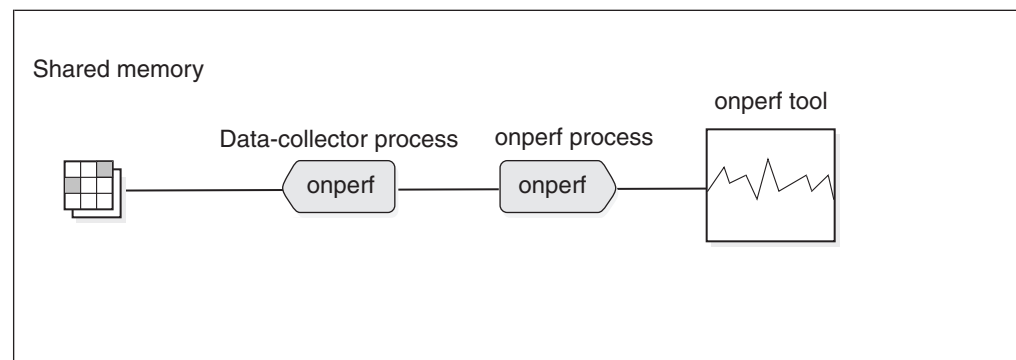 Shared memory
onperf tool
Data-collector process
onperf process
onperf
onperf